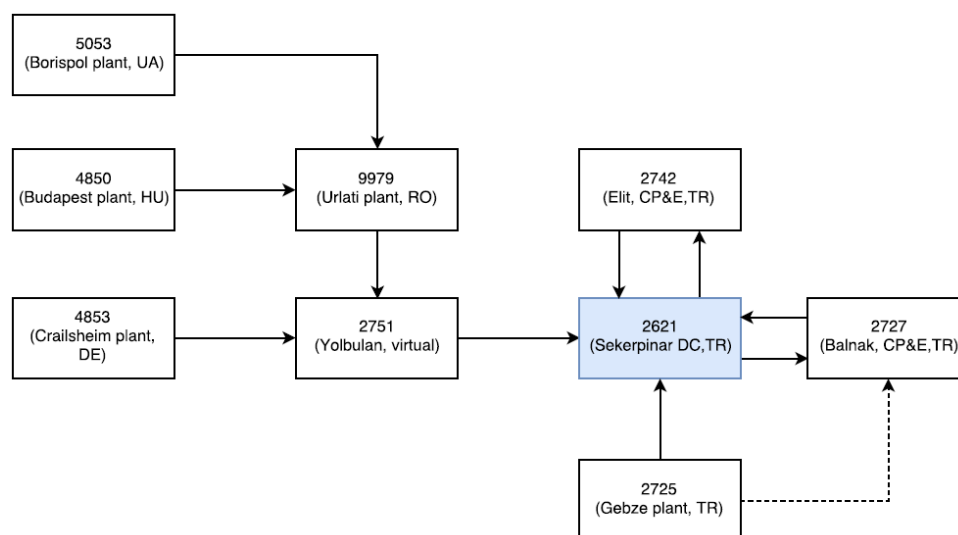 5053
(Borispol plant, UA)
4850
(Budapest plant, HU)
9979
(Urlati plant, RO)
2742
(Elit, CP&E,TR)
4853
(Crailsheim plant,
DE)
2751
(Yolbulan, virtual)
2621
(Sekerpinar DC,TR)
2727
(Balnak, CP&E,TR)
2725
(Gebze plant, TR)